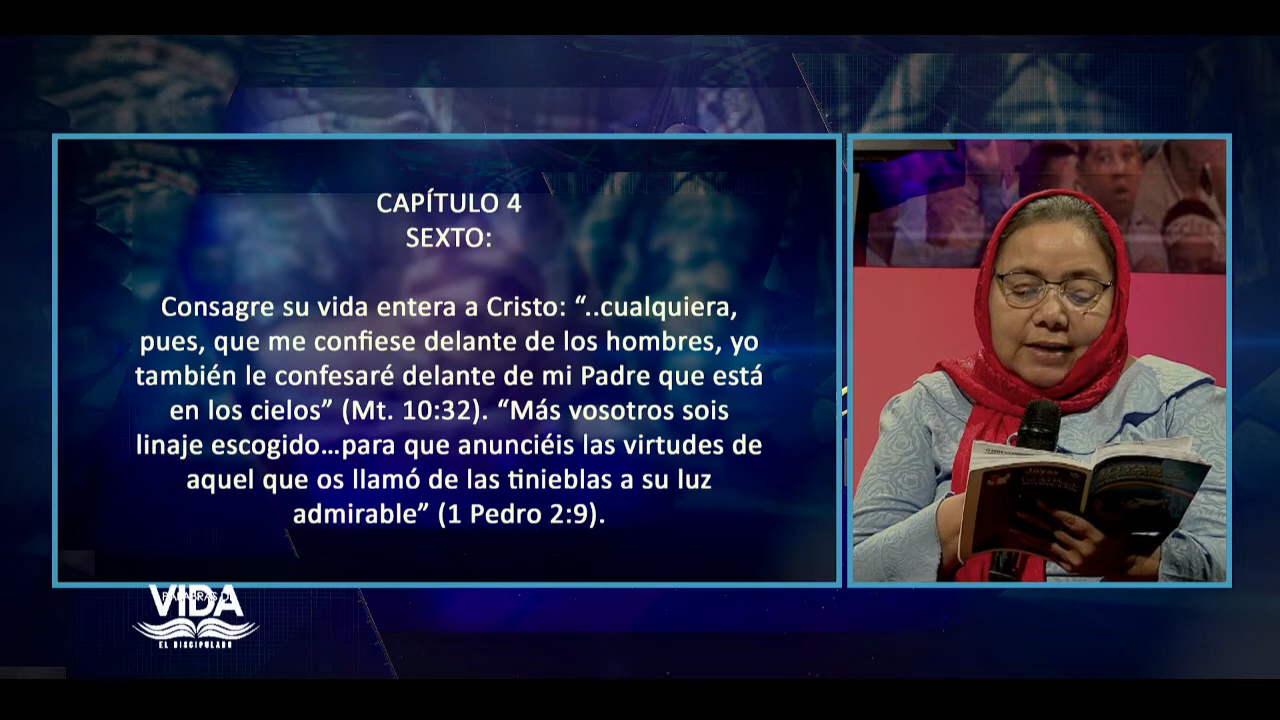 CAPÍTULO 4
SEXTO:
Consagre su vida entera a Cristo: “..cualquiera,
pues, que me confiese delante de los hombres, yo
también le confesaré delante de mi Padre que está
en los cielos” (Mt. 10:32). “Más vosotros sois
linaje escogido...para que anunciéis las virtudes de
aquel que os llamó de las tinieblas a su luz
admirable” (1 Pedro 2:9).
Joyas
PALABRAS DE
VIDA
EL DISCIPULADO